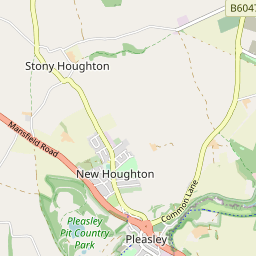 B6047
Stony Houghton
Mansfield Road
New Houghton
Common Lane
Pleasley
Pit Country
Park
Pleasley